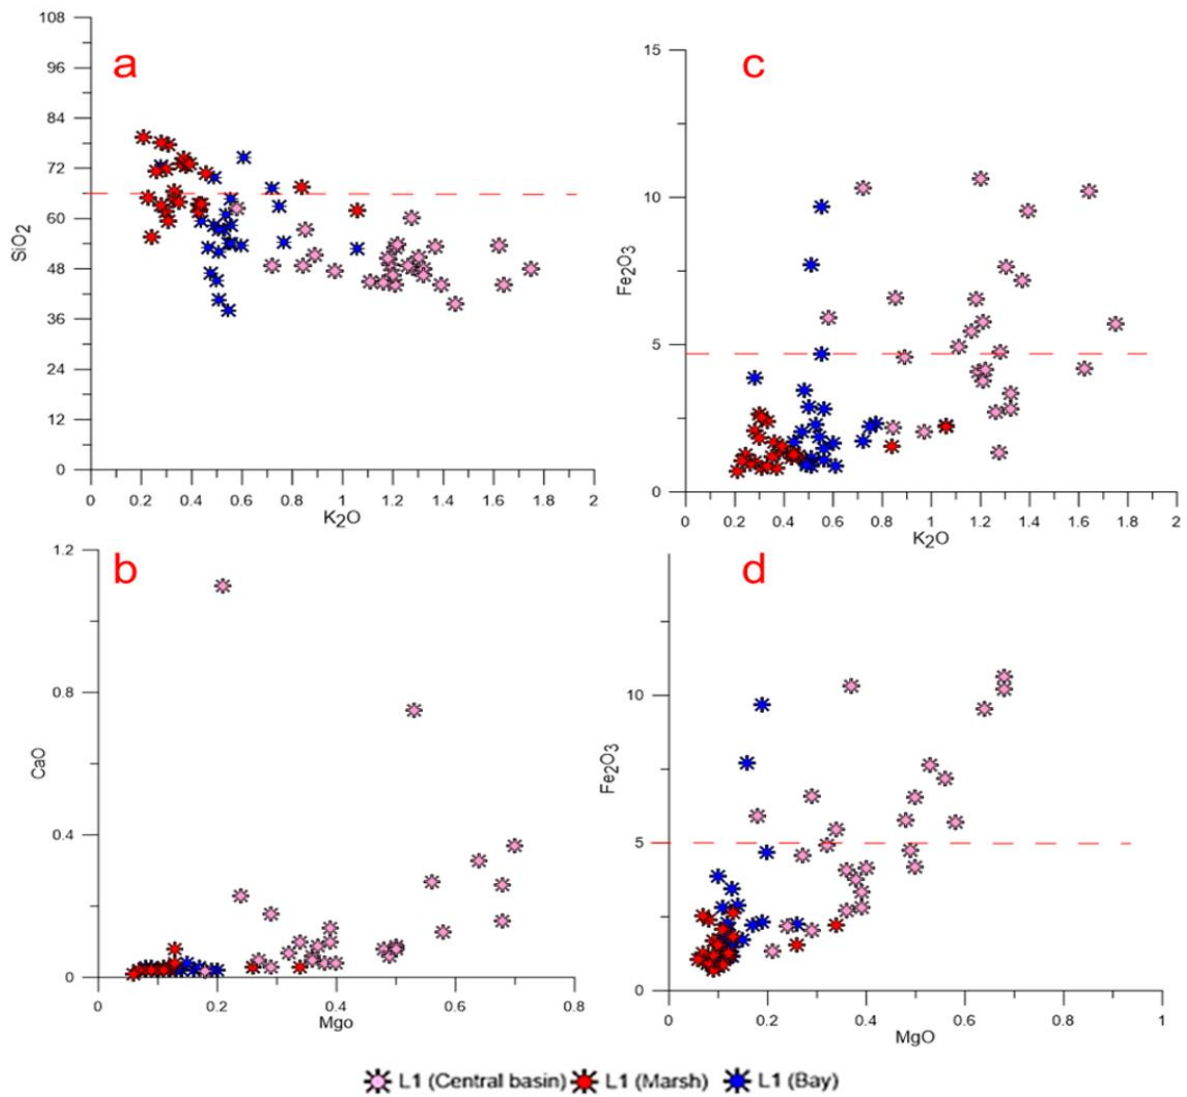 a
108
96
84
72
60
48
36
24
12
0
SiO2
0 0.2 0.4 0.6 0.8 1 1.2 1.4 1.6 1.8 2
K2O
c
15
10
5
0
Fe2O3
0 0.2 0.4 0.6 0.8 1 1.2 1.4 1.6 1.8 2
K2O
b
1.2
0.8
0.4
0
CaO
0 0.2 0.4 0.6 0.8
Mgo
d
10
5
0
Fe2O3
0 0.2 0.4 0.6 0.8 1
MgO
L1 (Central basin) L1 (Marsh) L1 (Bay)